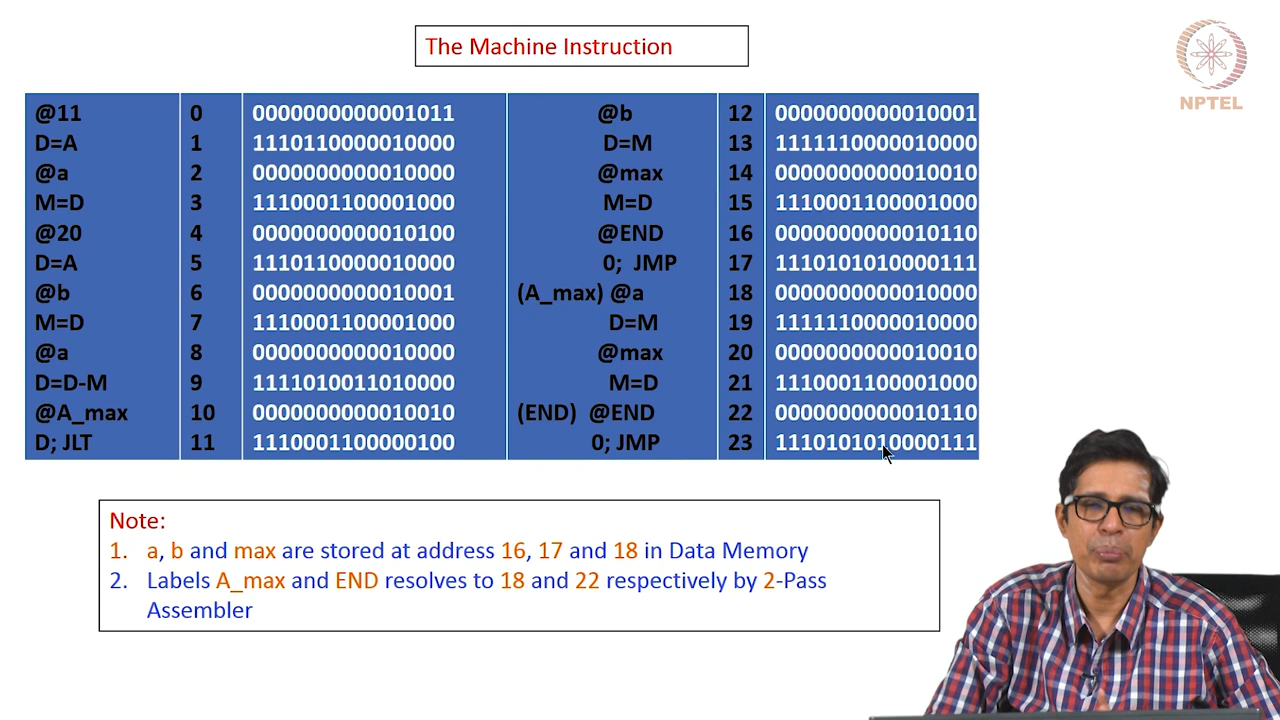 The Machine Instruction
NPTEL
@11 0 0000000000001011
D=A 1 1110110000010000
@a 2 0000000000010000
M=D 3 1110001100001000
@20 4 0000000000010100
D=A 5 1110110000010000
@b 6 0000000000010001
M=D 7 1110001100001000
@a 8 0000000000010000
D=D-M 9 1111010011010000
@A_max 10 0000000000010010
D; JLT 11 1110001100000100
@b 12 0000000000010001
D=M 13 1111110000010000
@max 14 0000000000010010
M=D 15 1110001100001000
@END 16 0000000000010110
0; JMP 17 1110101010000111
(A_max) @a 18 0000000000010000
D=M 19 1111110000010000
@max 20 0000000000010010
M=D 21 1110001100001000
(END) @END 22 0000000000010110
0; JMP 23 1110101010000111
Note:
1. a, b and max are stored at address 16, 17 and 18 in Data Memory
2. Labels A_max and END resolves to 18 and 22 respectively by 2-Pass
Assembler